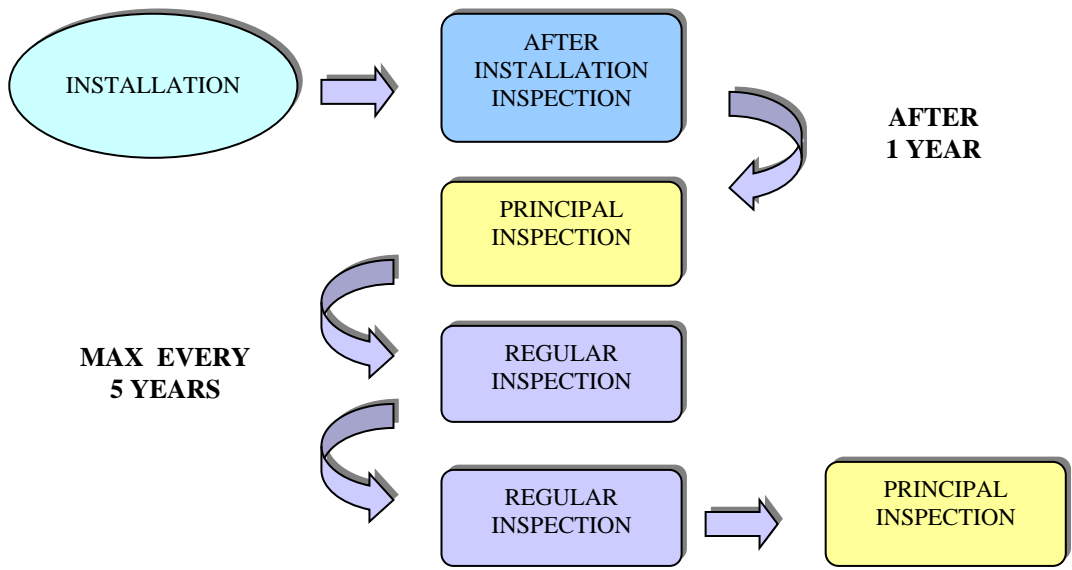 INSTALLATION
AFTER
INSTALLATION
INSPECTION
AFTER
1 YEAR
PRINCIPAL
INSPECTION
MAX EVERY
5 YEARS
REGULAR
INSPECTION
REGULAR
INSPECTION
PRINCIPAL
INSPECTION